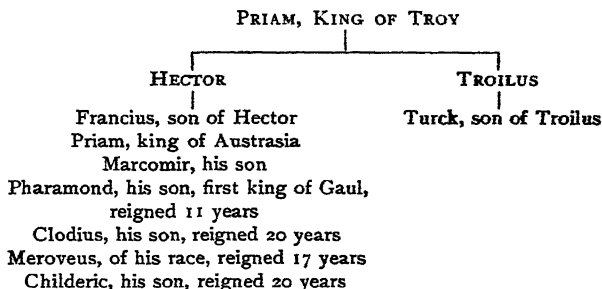 PRIAM, KING OF TROY
HECTOR
TROILUS
Francius, son of Hector
Turck, son of Troilus
Priam, king of Austrasia
Marcomir, his son
Pharamond, his son, first king of Gaul,
reigned 11 years
Clodius, his son, reigned 20 years
Meroveus, of his race, reigned 17 years
Childeric, his son, reigned 20 years